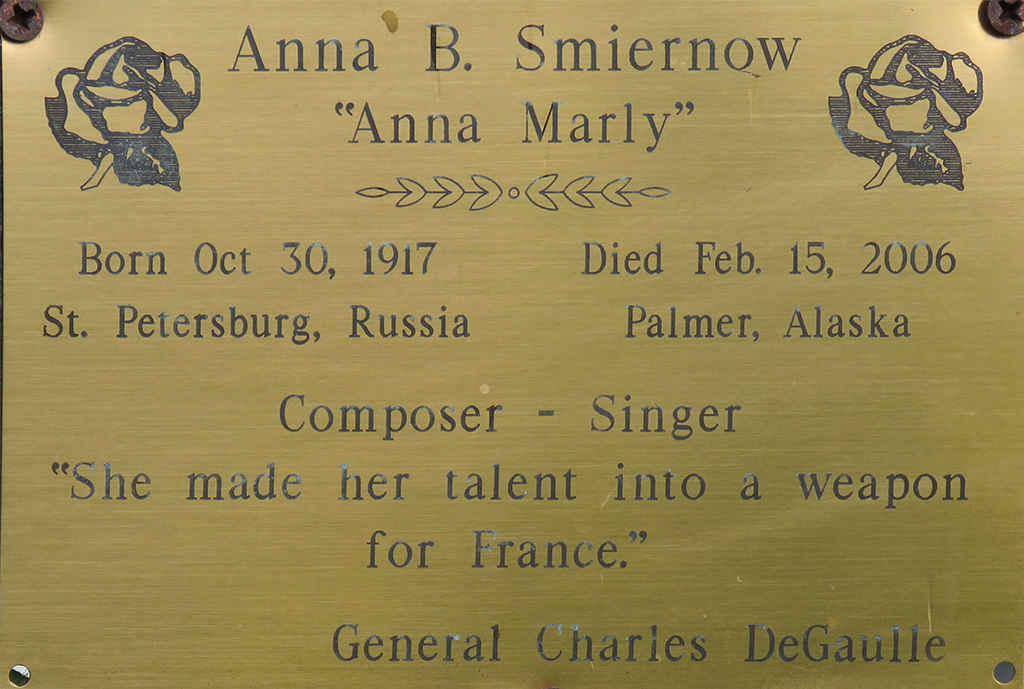 Anna B. Smiernow
“Anna Marly”
Born Oct 30, 1917 Died Feb. 15, 2006
St. Petersburg, Russia Palmer, Alaska
Composer - Singer
“She made her talent into a weapon
for France.”
General Charles DeGaulle